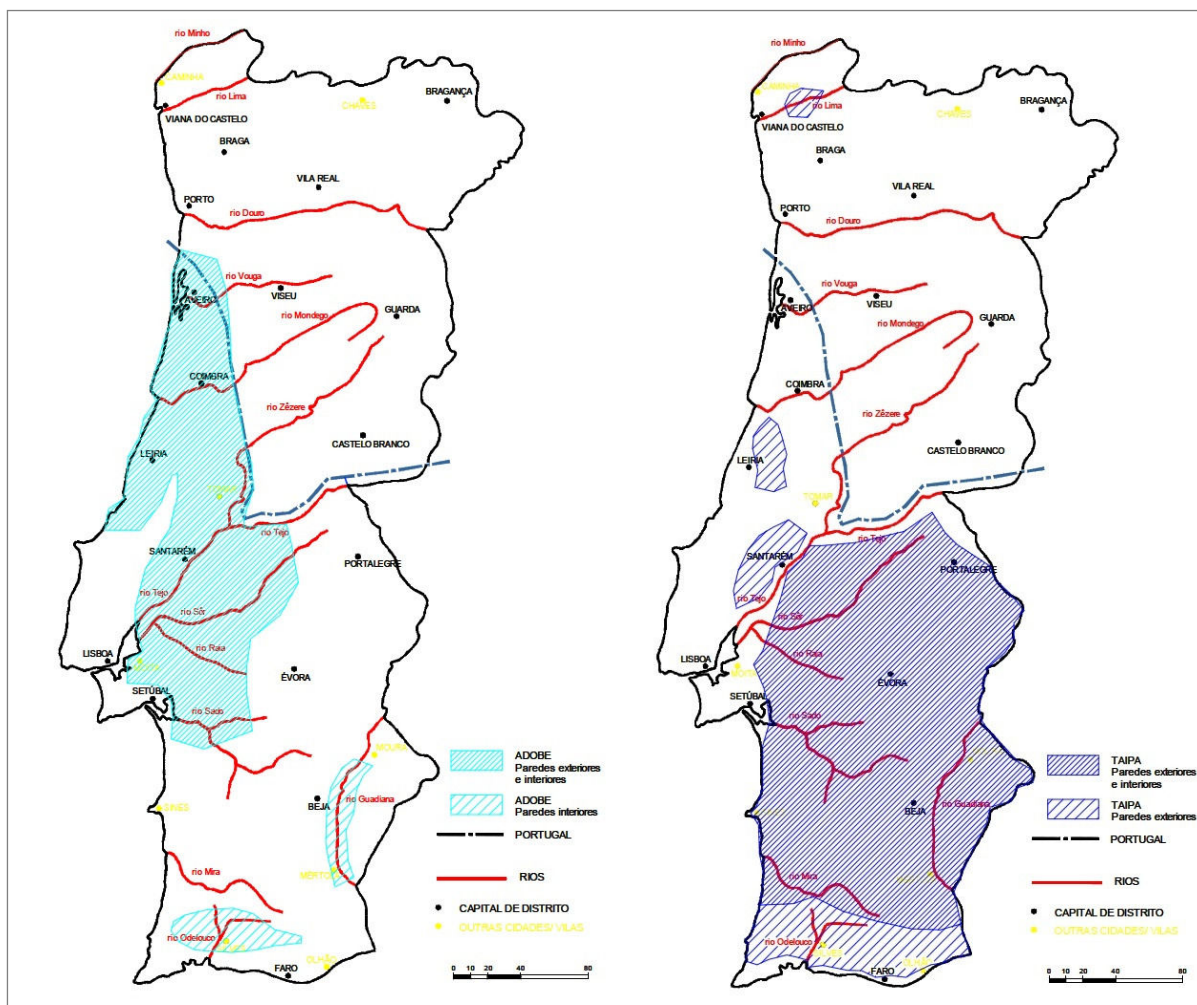 rio Minho
CAMINHA
rio Lima
VIANA DO CASTELO
BRAGA
CHAVES
BRAGANÇA
VILA REAL
PORTO
rio Douro
rio Vouga
AVEIRO
VISEU
rio Mondego
GUARDA
COIMBRA
rio Zêzere
CASTELO BRANCO
LEIRIA
rio Tejo
SANTARÉM
PORTALEGRE
rio Tejo
rio Sôr
rio Raia
LISBOA
ÉVORA
SETÚBAL
rio Sado
MOURA
SINES
BEJA
rio Guadiana
rio Mira
rio Odelouco
FARO
OLHÃO
ADOBE
Paredes exteriores
e interiores
ADOBE
Paredes interiores
PORTUGAL
RIOS
CAPITAL DE DISTRITO
OUTRAS CIDADES/ VILAS
0 10 20 40 80
rio Minho
CAMINHA
rio Lima
VIANA DO CASTELO
BRAGA
CHAVES
BRAGANÇA
VILA REAL
PORTO
rio Douro
rio Vouga
AVEIRO
VISEU
rio Mondego
GUARDA
COIMBRA
rio Zêzere
CASTELO BRANCO
LEIRIA
TOMAR
SANTARÉM
rio Tejo
PORTALEGRE
rio Tejo
rio Sôr
rio Raia
LISBOA
MOITA
ÉVORA
SETÚBAL
rio Sado
BEJA
rio Guadiana
rio Mira
rio Odelouco
FARO
TAIPA
Paredes exteriores
e interiores
TAIPA
Paredes exteriores
PORTUGAL
RIOS
CAPITAL DE DISTRITO
OUTRAS CIDADES/ VILAS
0 10 20 40 80